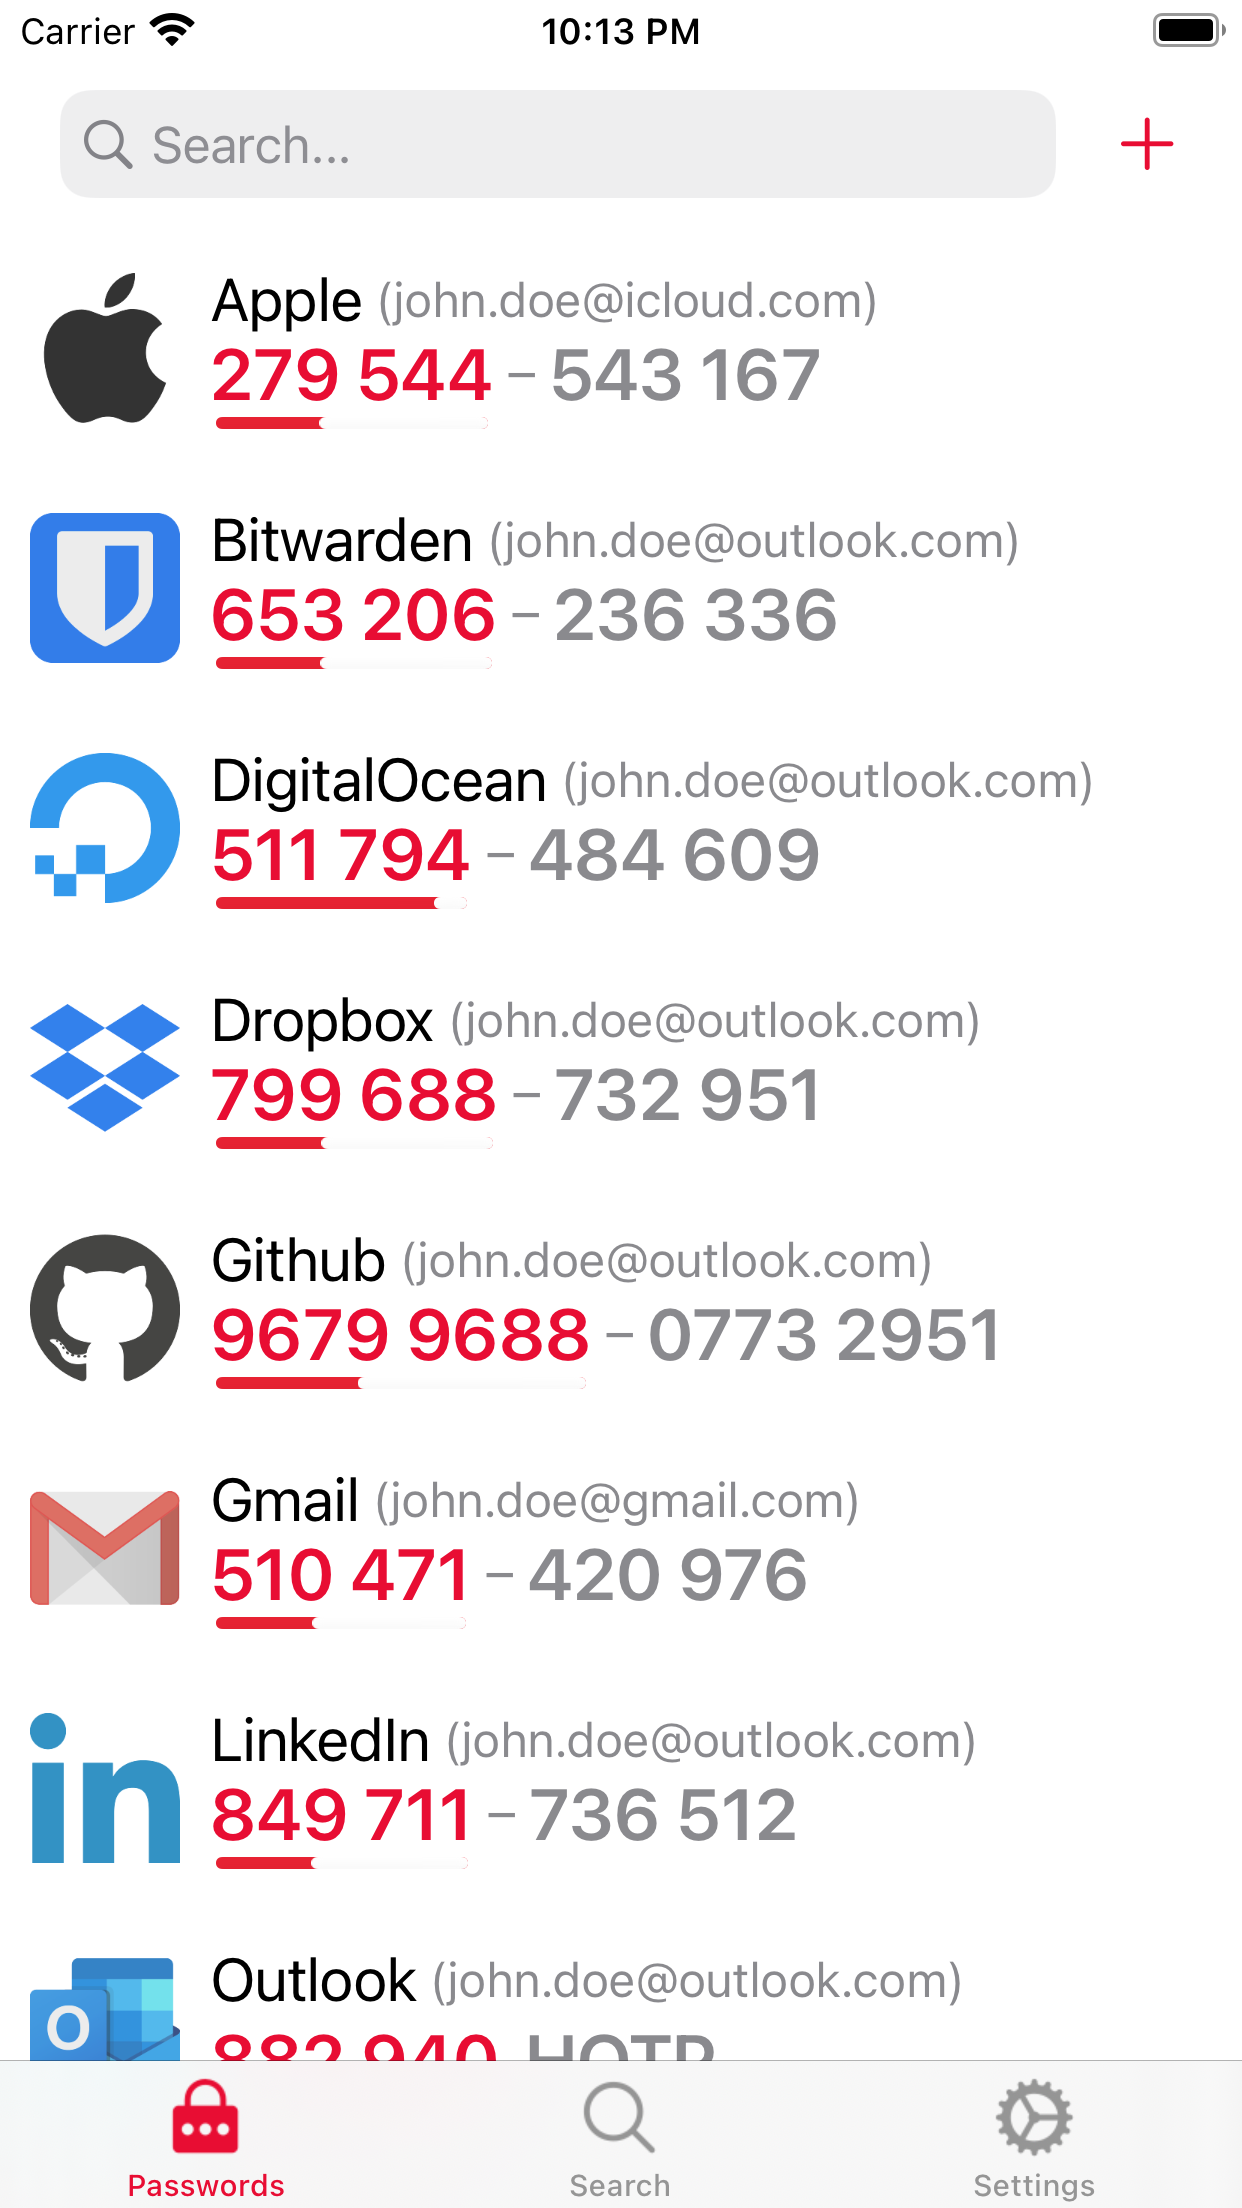 Carrier 10:13 PM
Search...
Apple (john.doe@icloud.com)
279 544 – 543 167
Bitwarden (john.doe@outlook.com)
653 206 – 236 336
DigitalOcean (john.doe@outlook.com)
511 794 – 484 609
Dropbox (john.doe@outlook.com)
799 688 – 732 951
Github (john.doe@outlook.com)
9679 9688 – 0773 2951
Gmail (john.doe@gmail.com)
510 471 – 420 976
LinkedIn (john.doe@outlook.com)
849 711 – 736 512
Outlook (john.doe@outlook.com)
882 940 HOTP
Passwords Search Settings